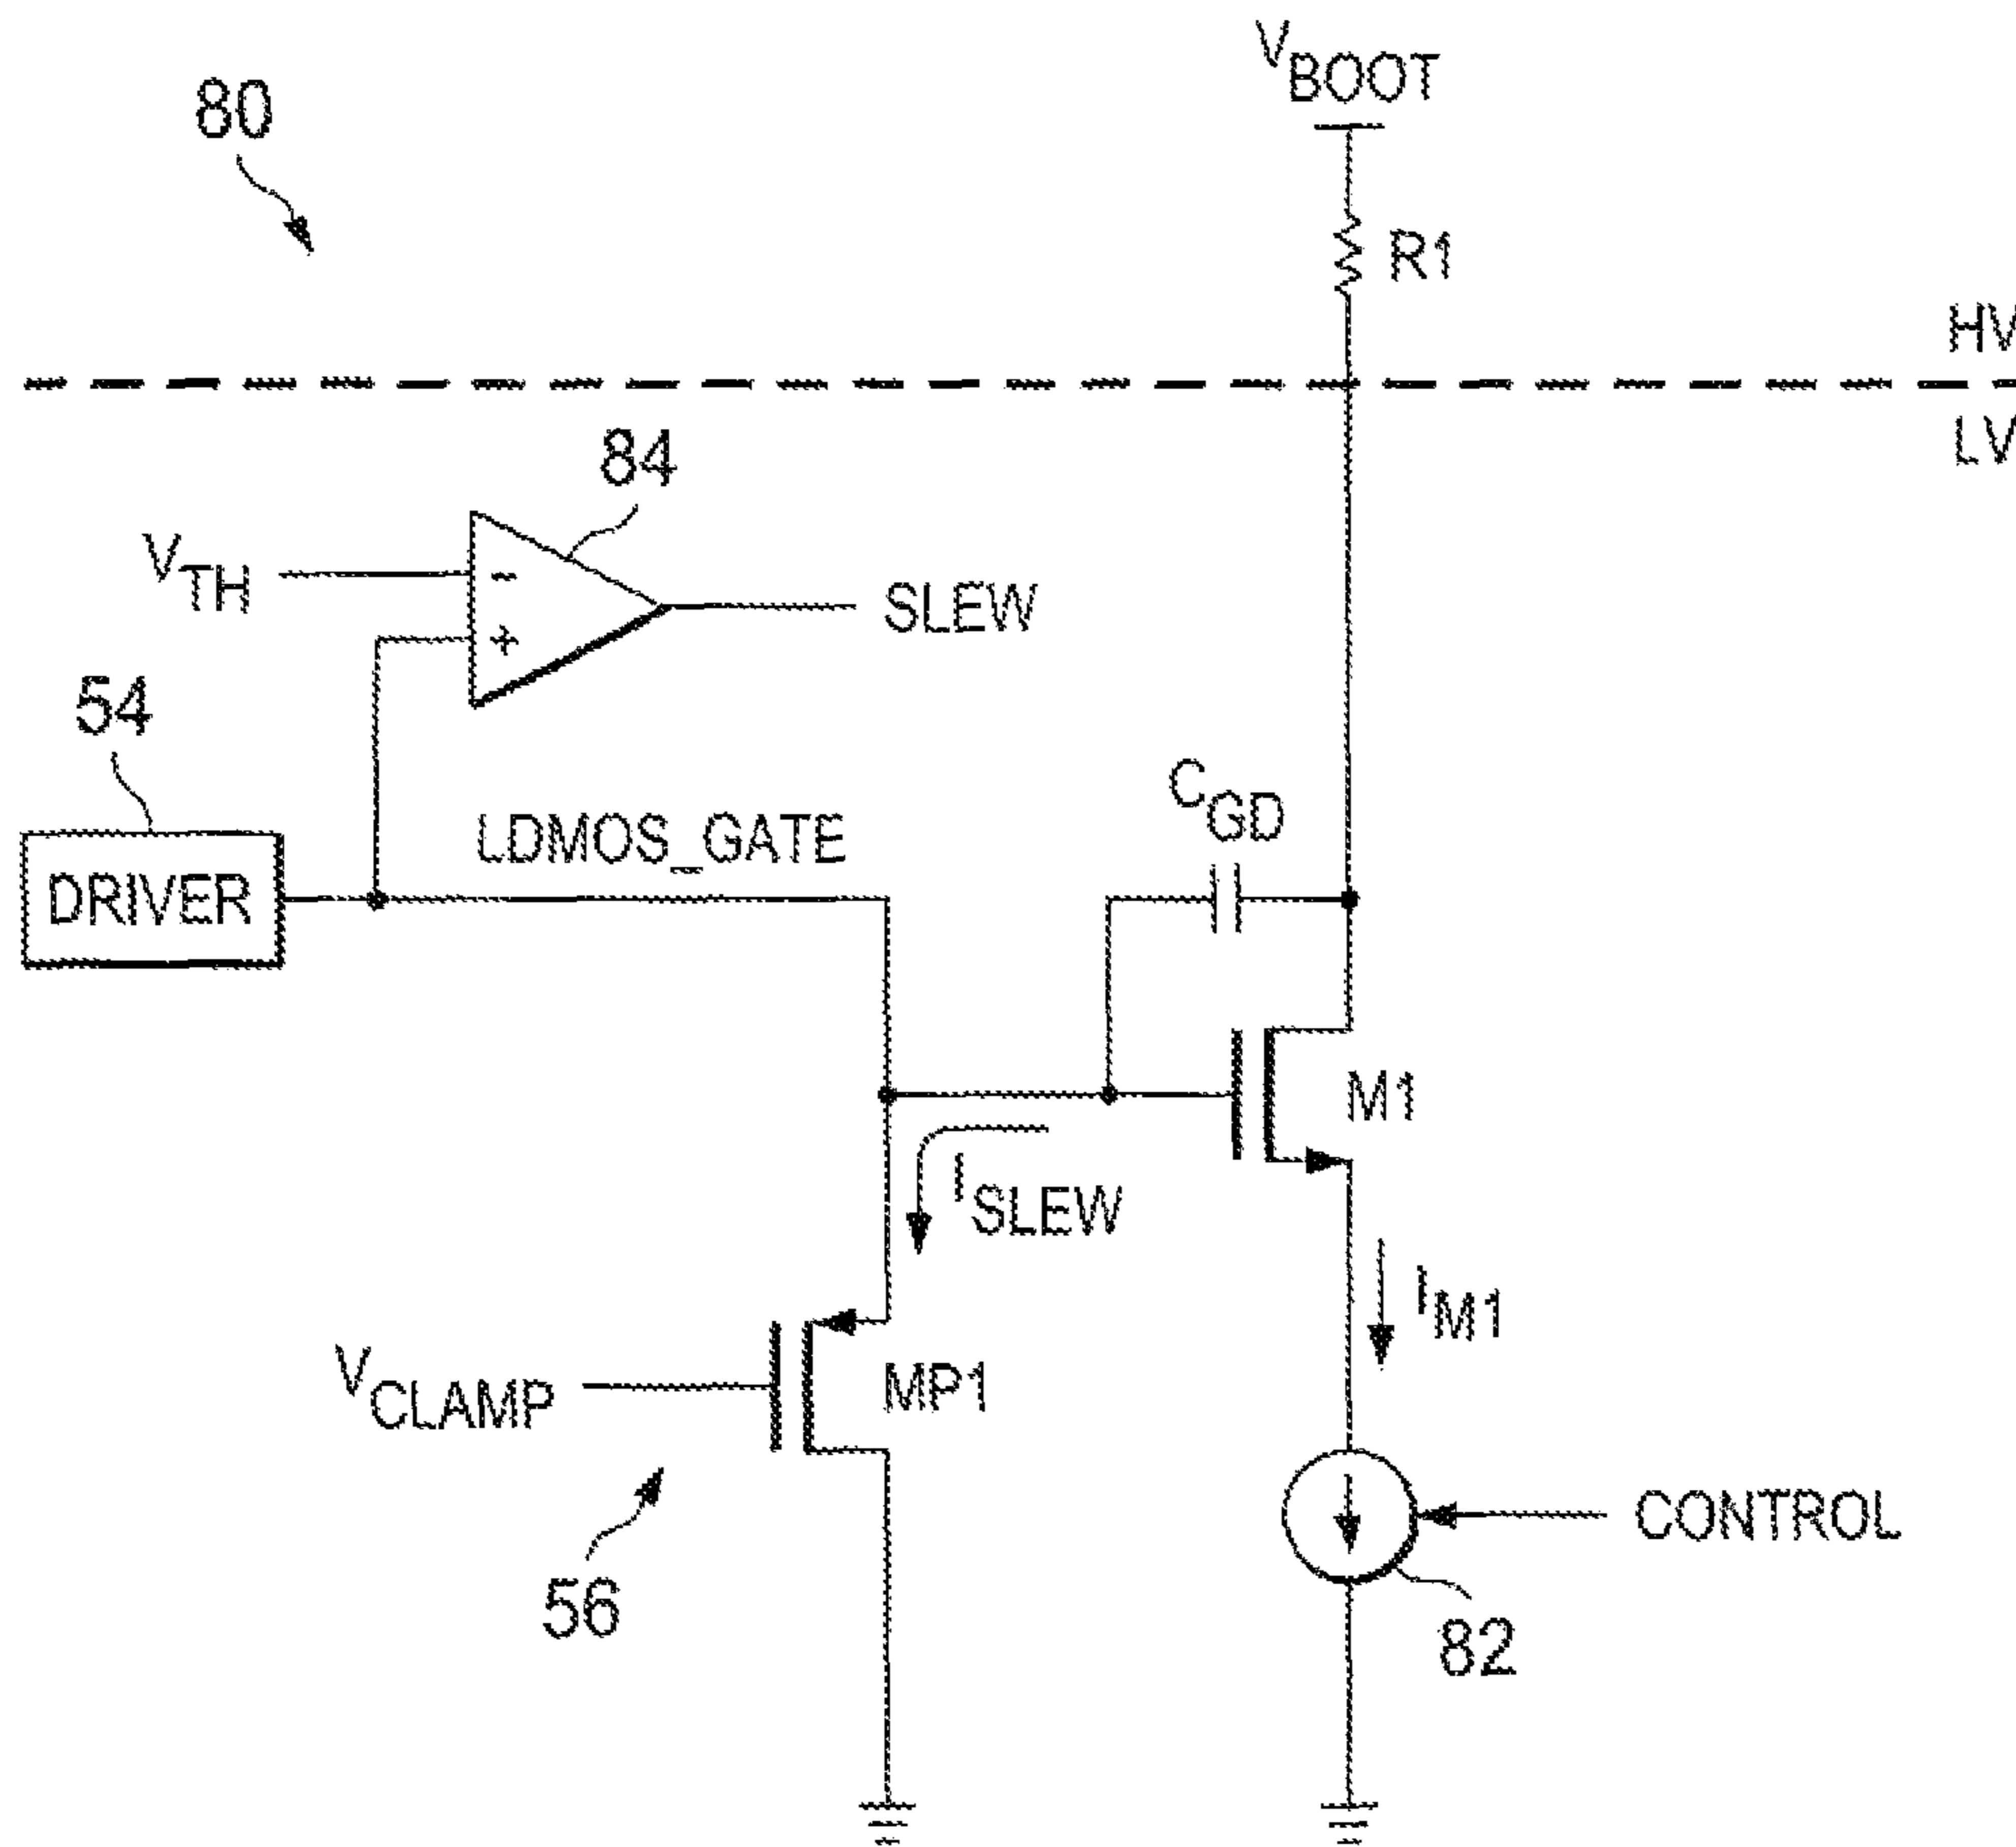 80
VBOOT
R1
HV
LV
84
VTH
-
+
SLEW
54
DRIVER
LDMOS_GATE
CGD
M1
ISLEW
IM1
VCLAMP
MP1
CONTROL
56
82